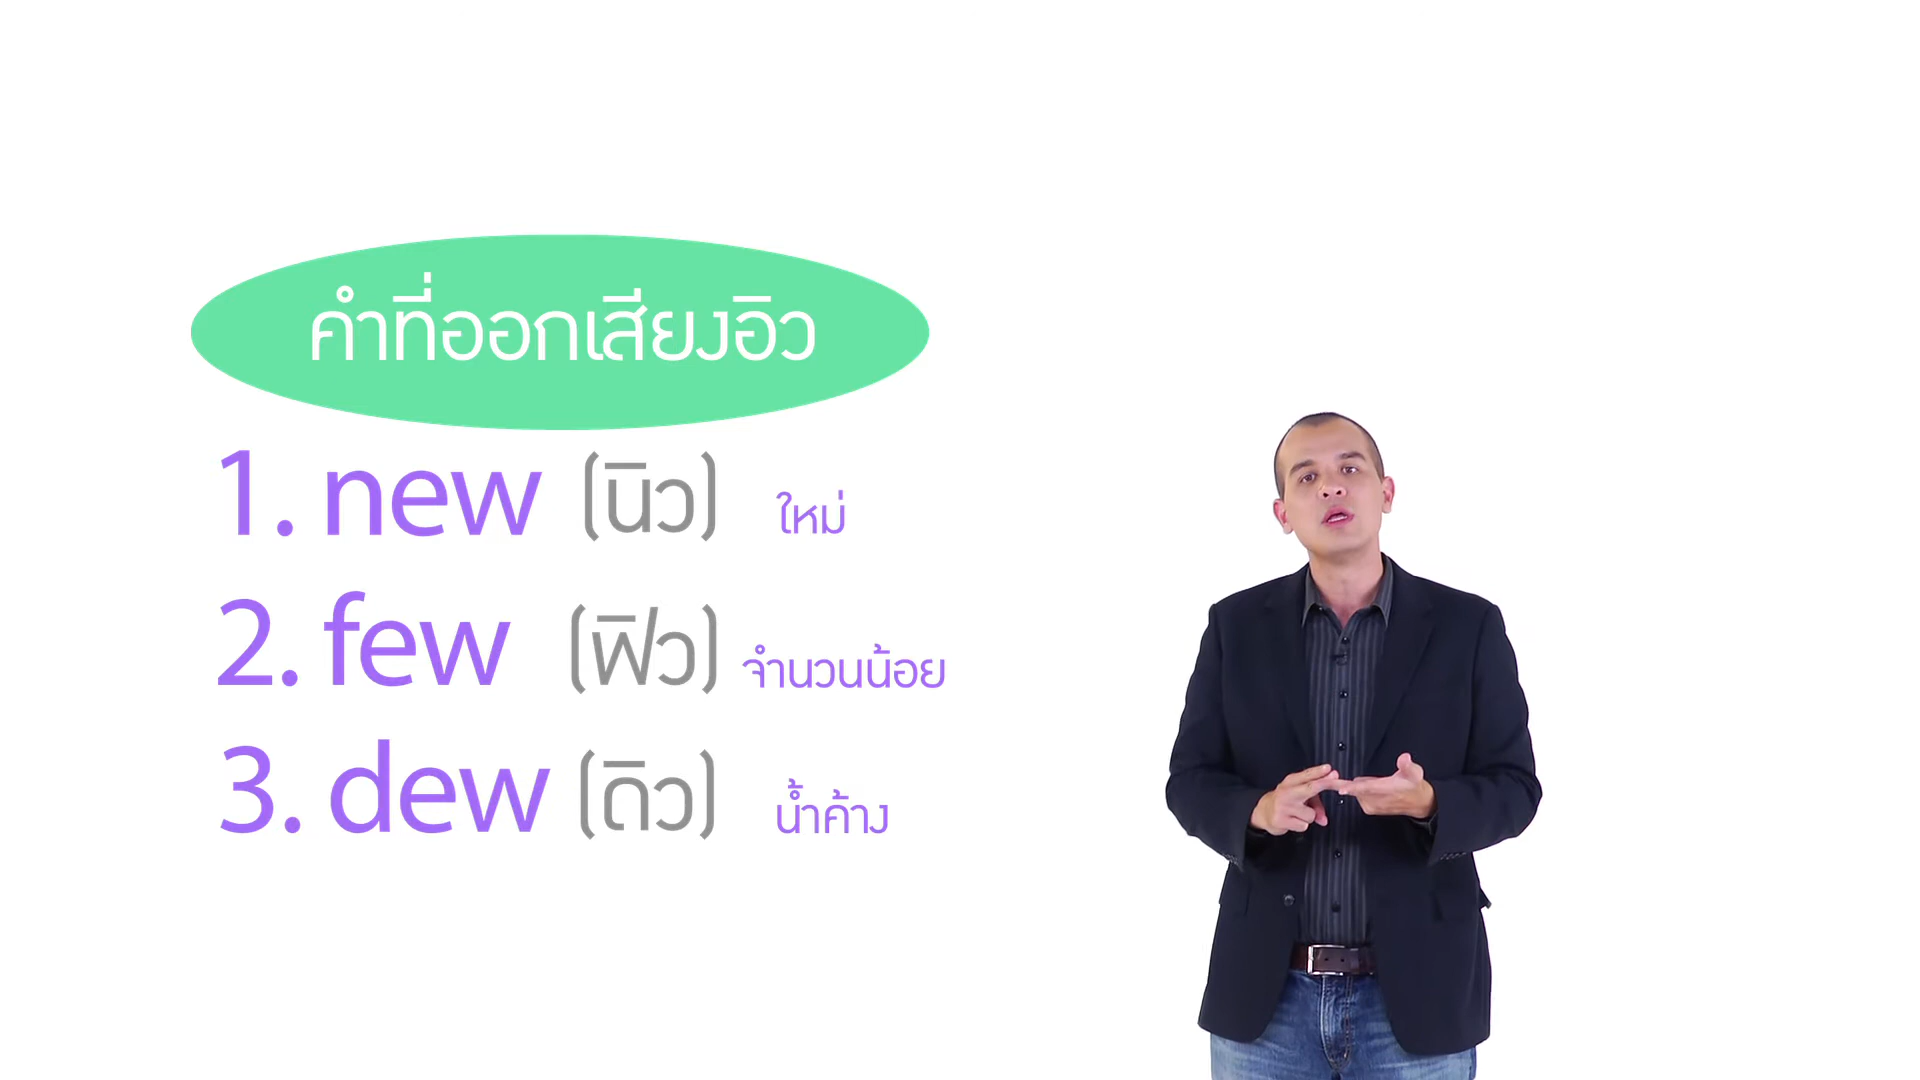 คำที่ออกเสียงอิว
1. new (นิว) ใหม่
2. few (ฟิว) จำนวนน้อย
3. dew (ดิว) น้ำค้าง